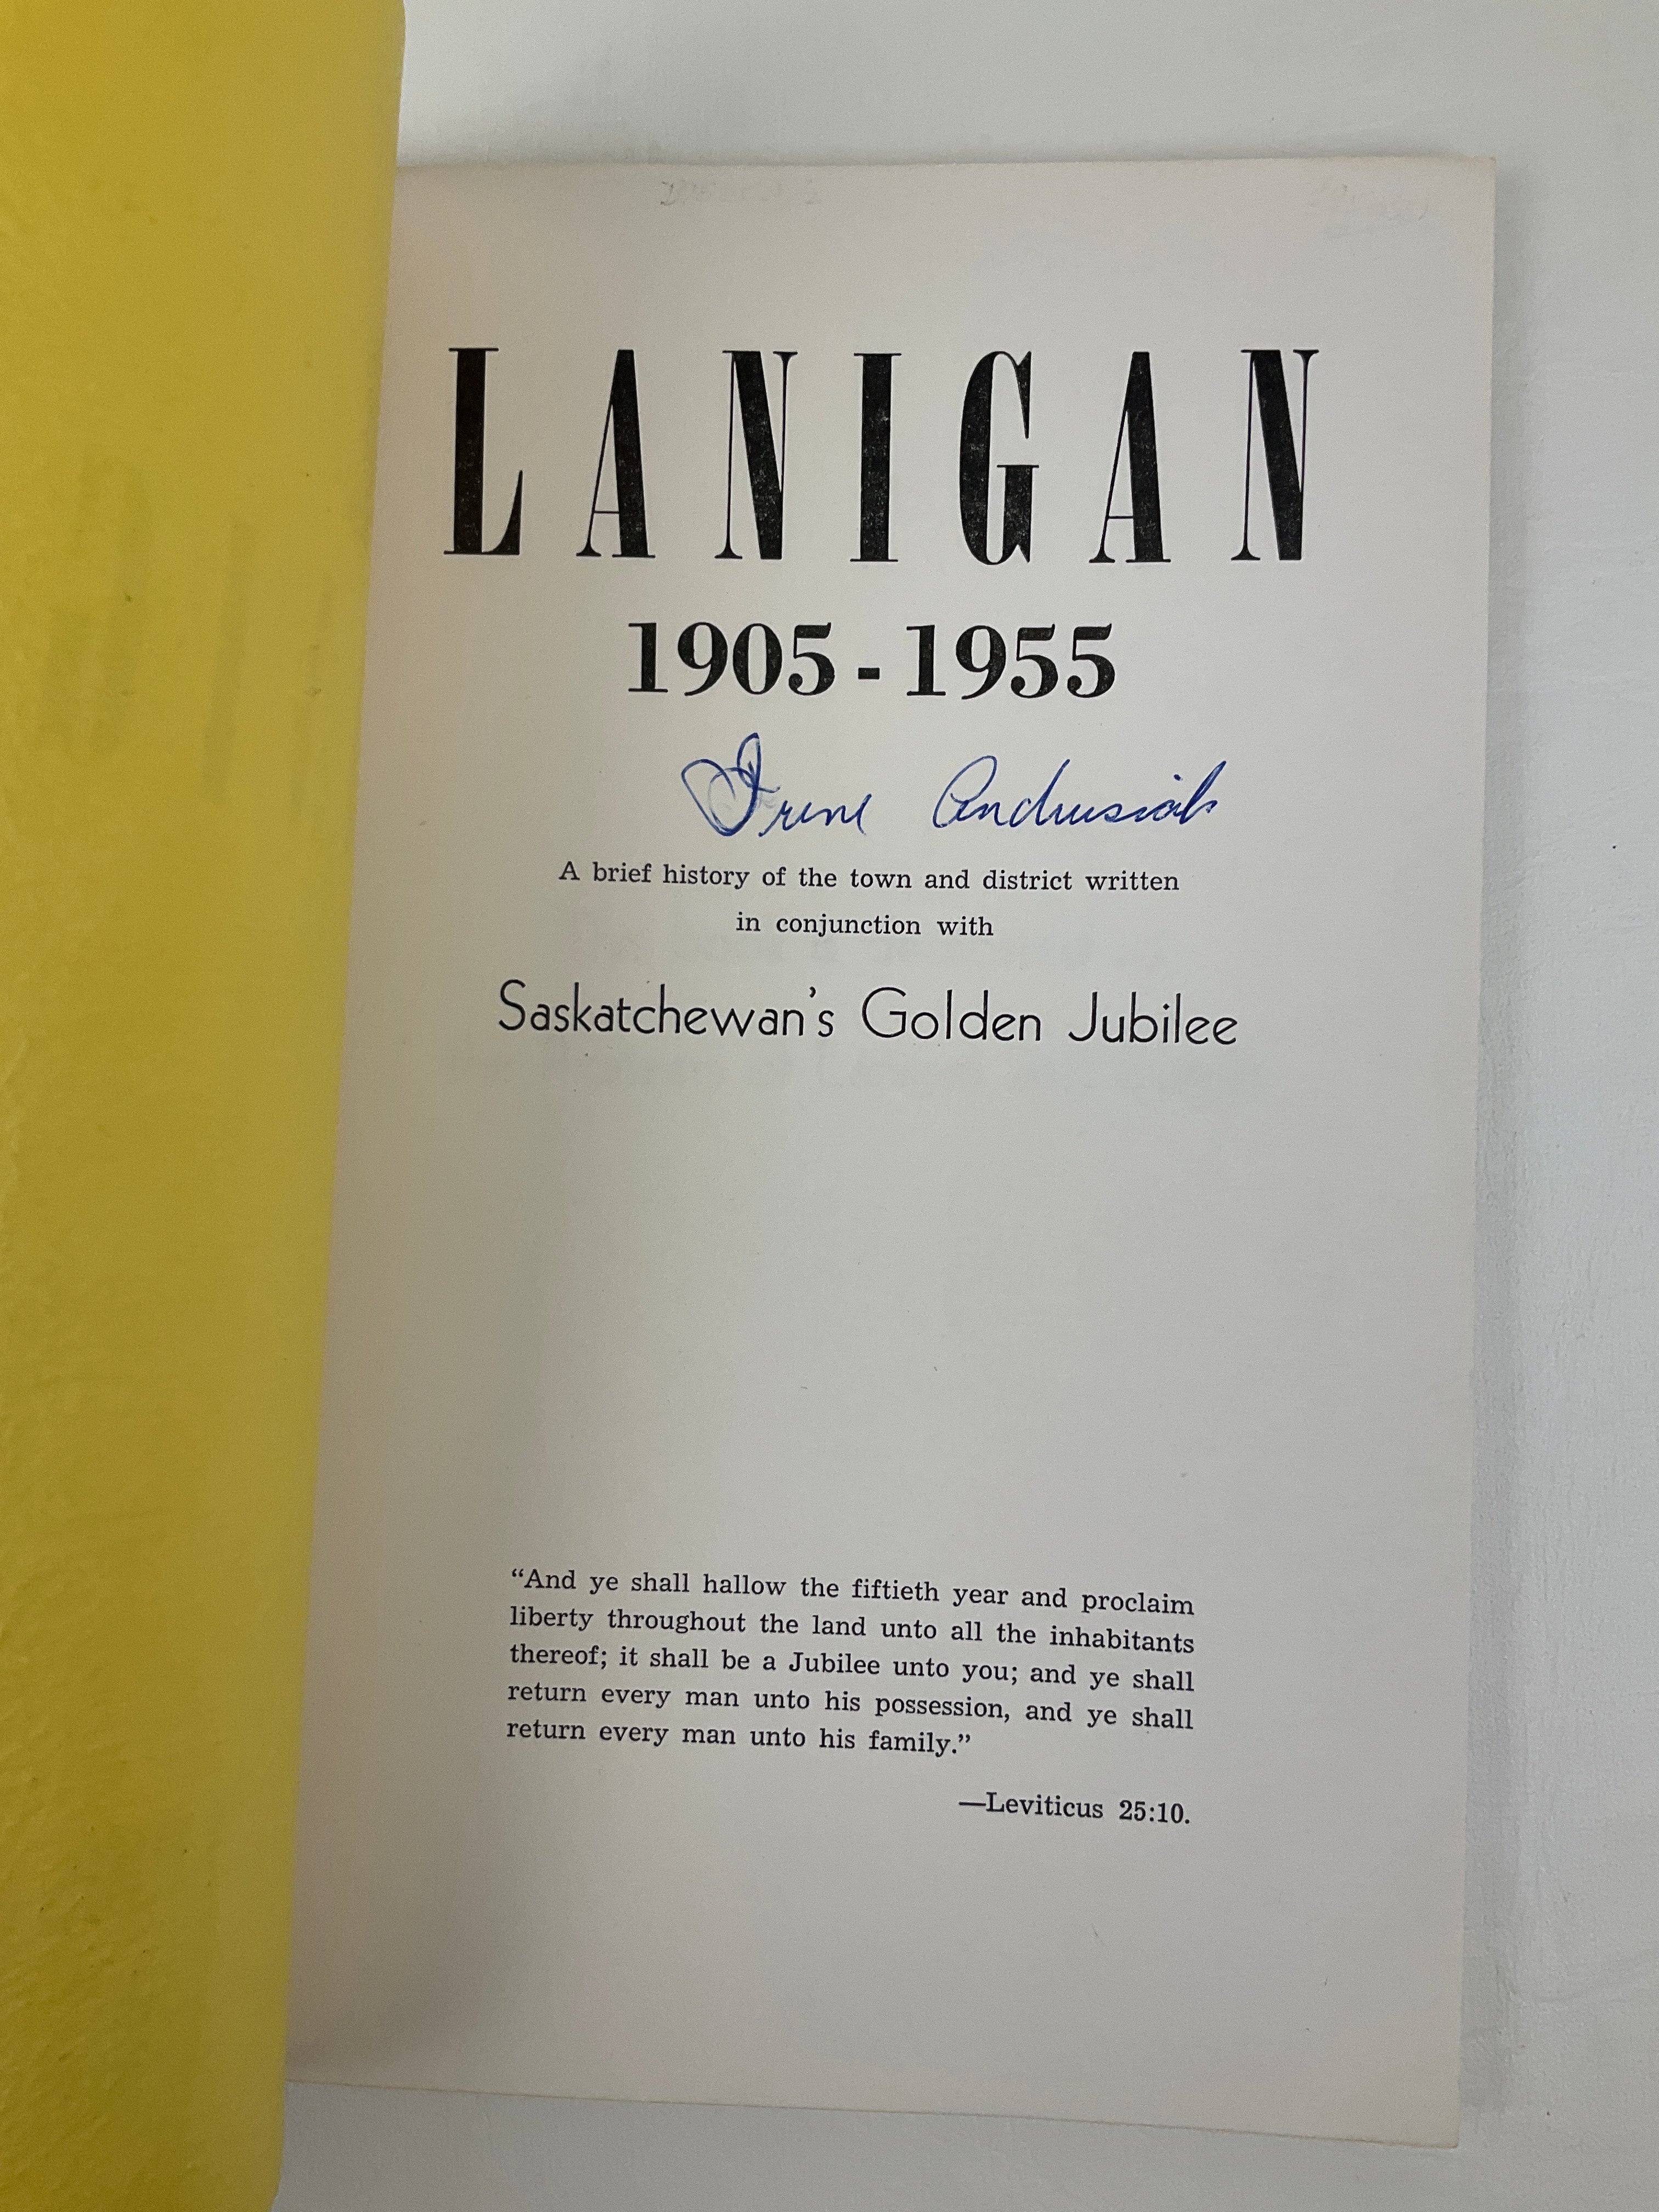 LANIGAN
1905-1955
Irene Andrusiak
A brief history of the town and district written
in conjunction with
Saskatchewan's Golden Jubilee
“And ye shall hallow the fiftieth year and proclaim
liberty throughout the land unto all the inhabitants
thereof; it shall be a Jubilee unto you; and ye shall
return every man unto his possession, and ye shall
return every man unto his family.”
—Leviticus 25:10.